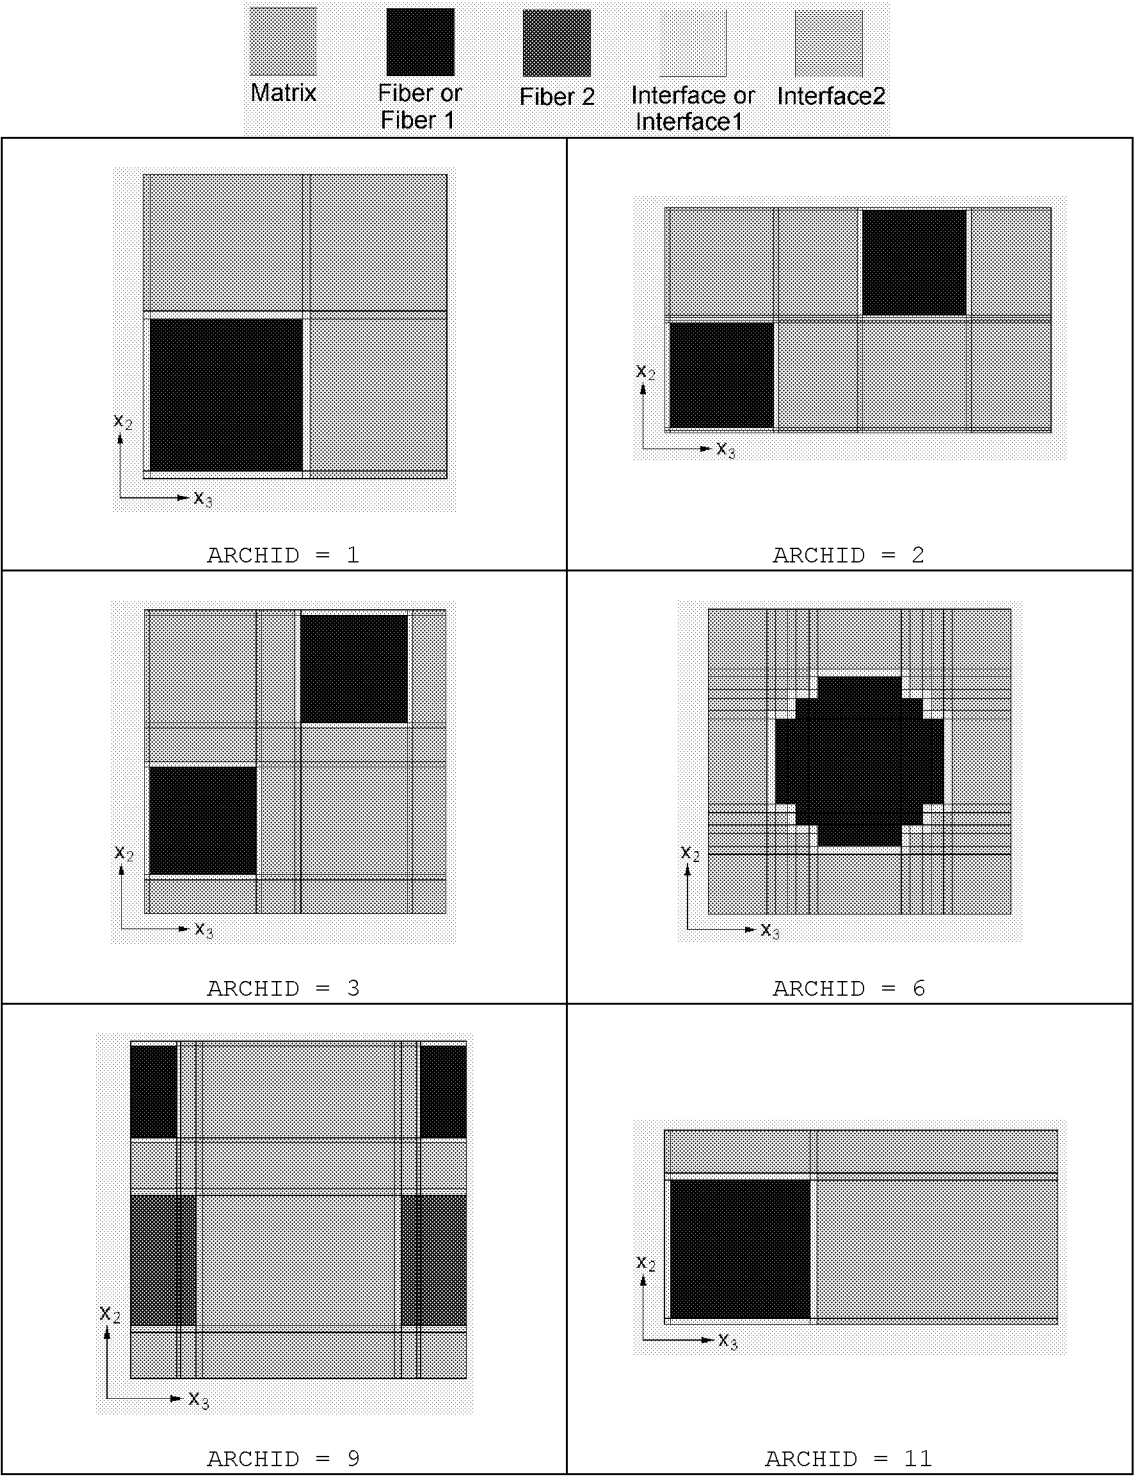 Matrix
Fiber or
Fiber 1
Fiber 2
Interface or
Interface1
Interface2
x2
x3
ARCHID = 1
x2
x3
ARCHID = 2
x2
x3
ARCHID = 3
x2
x3
ARCHID = 6
x2
x3
ARCHID = 9
x2
x3
ARCHID = 11